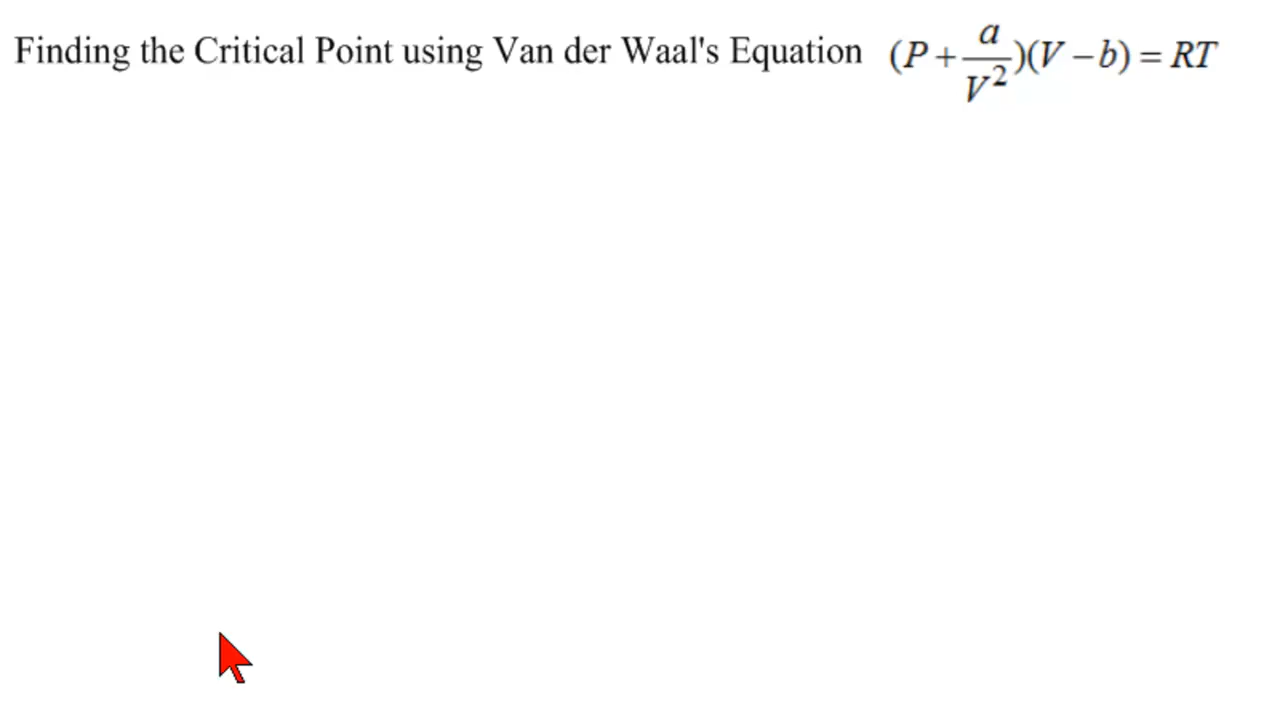 Finding the Critical Point using Van der Waal's Equation (P + a/V²)(V − b) = RT